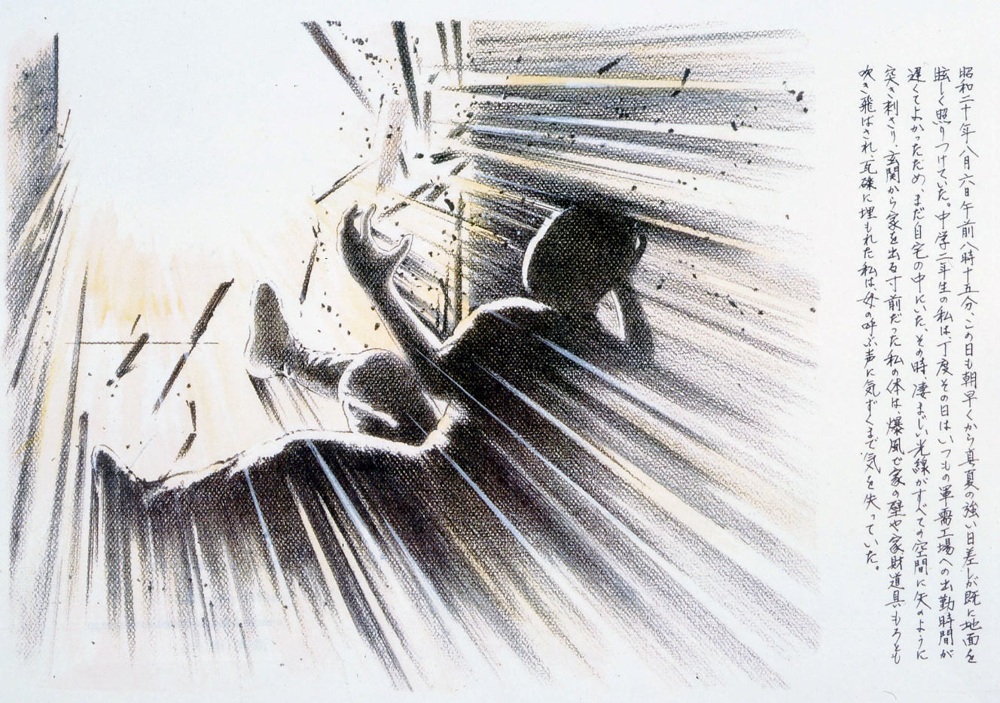 昭和二十年八月六日午前八時十五分、この日も朝早くから真夏の強い日差しが既に地面を
眩しく照りつけていた。中学二年生の私は、丁度その日はいつもの軍需工場への出勤時間が
遅くてよかったため、まだ自宅の中にいた、その時、凄まじい光線がすべての空間に矢のように
突き刺さり、玄関から家を出る寸前だった私の体は、爆風で家の壁や家財道具もろとも
吹き飛ばされ、瓦礫に埋もれた私は、母の呼ぶ声に気ずくまで気を失っていた。